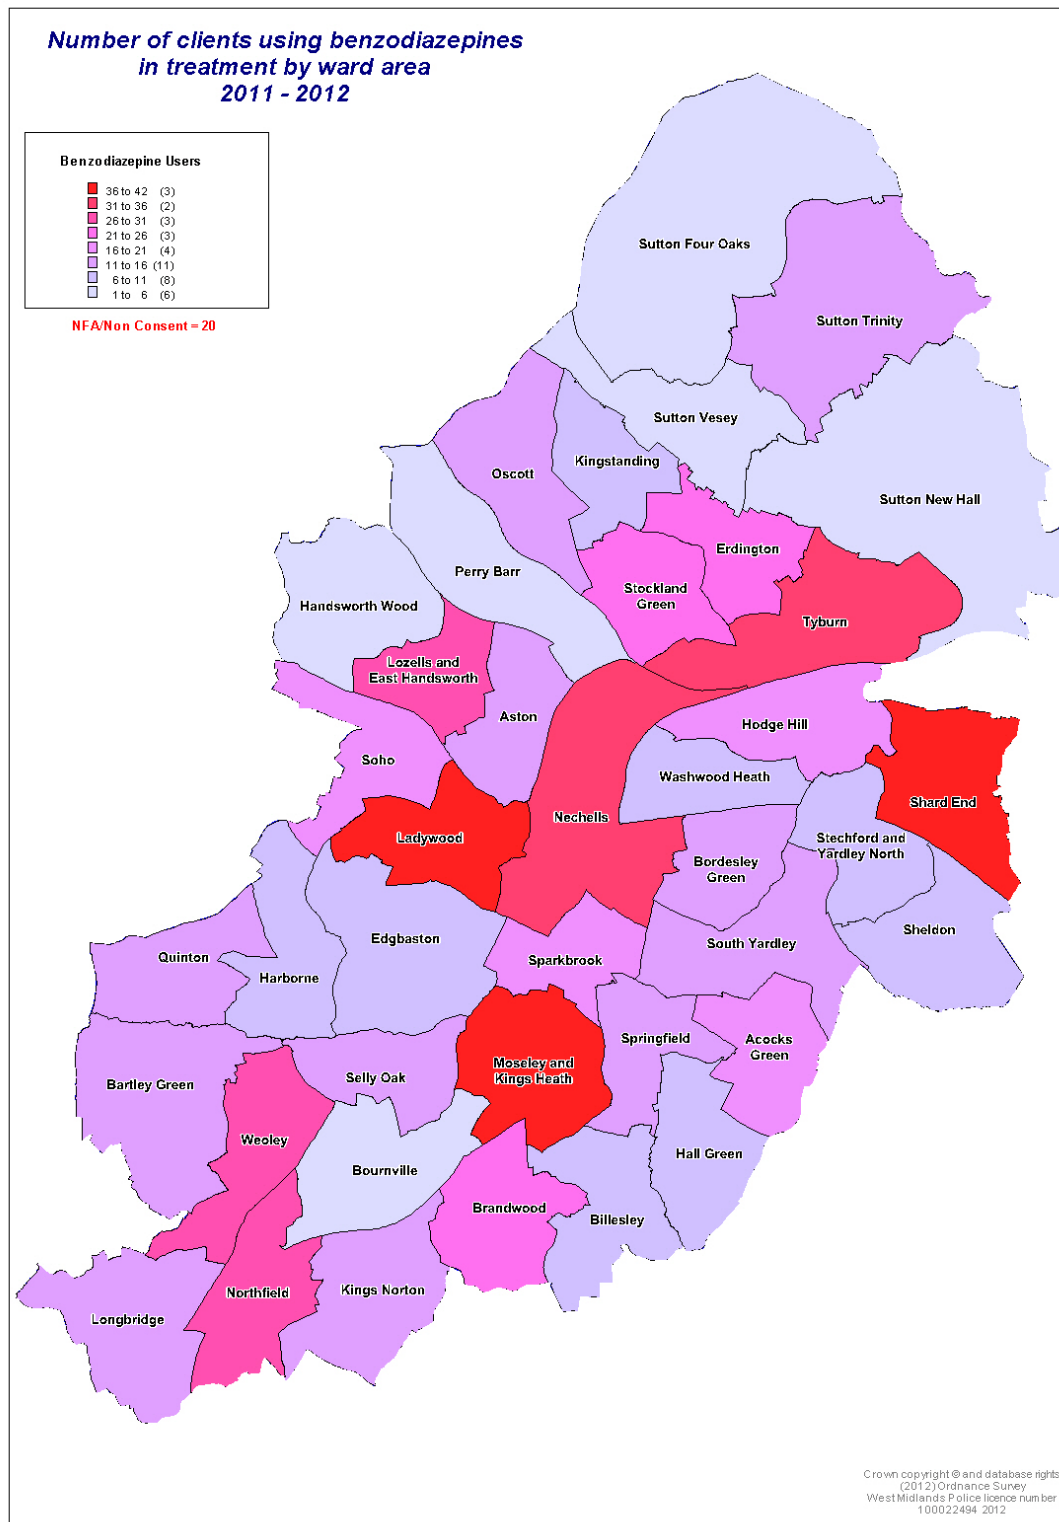 Number of clients using benzodiazepines
in treatment by ward area
2011 - 2012
Benzodiazepine Users
36 to 42 (3)
31 to 36 (2)
26 to 31 (3)
21 to 26 (3)
16 to 21 (4)
11 to 16 (11)
6 to 11 (8)
1 to 6 (6)
NFA/Non Consent = 20
Sutton Four Oaks
Sutton Trinity
Sutton Vesey
Kingstanding
Oscott
Sutton New Hall
Erdington
Perry Barr
Stockland
Green
Handsworth Wood
Tyburn
Lozells and
East Handsworth
Aston
Hodge Hill
Soho
Washwood Heath
Shard End
Nechells
Ladywood
Stechford and
Yardley North
Bordesley
Green
Sheldon
Edgbaston
South Yardley
Quinton
Sparkbrook
Harborne
Springfield
Acocks
Green
Moseley and
Kings Heath
Selly Oak
Bartley Green
Weoley
Hall Green
Bournville
Brandwood
Billesley
Kings Norton
Northfield
Longbridge
Crown copyright © and database rights
(2012) Ordnance Survey
West Midlands Police licence number
100022494 2012